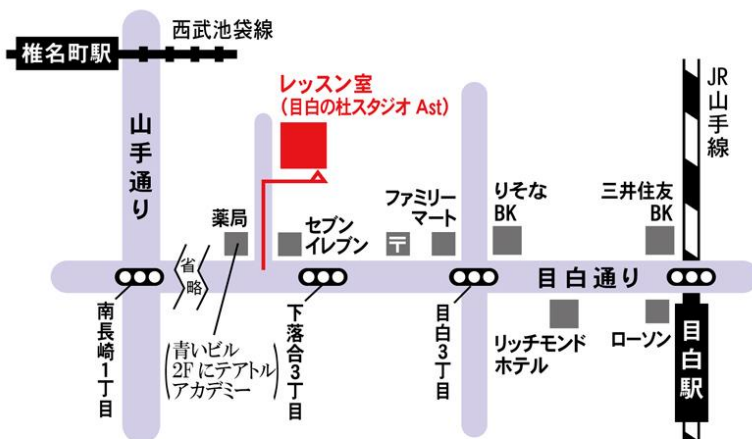 西武池袋線
椎名町駅
山手通り
レッスン室
(目白の杜スタジオ Ast)
JR山手線
薬局
セブン
イレブン
〒
ファミリー
マート
りそな
BK
三井住友
BK
省略
目白通り
南長崎1丁目
(青いビル
2Fにテアトル
アカデミー)
下落合3丁目
目白3丁目
リッチモンド
ホテル
ローソン
目白駅